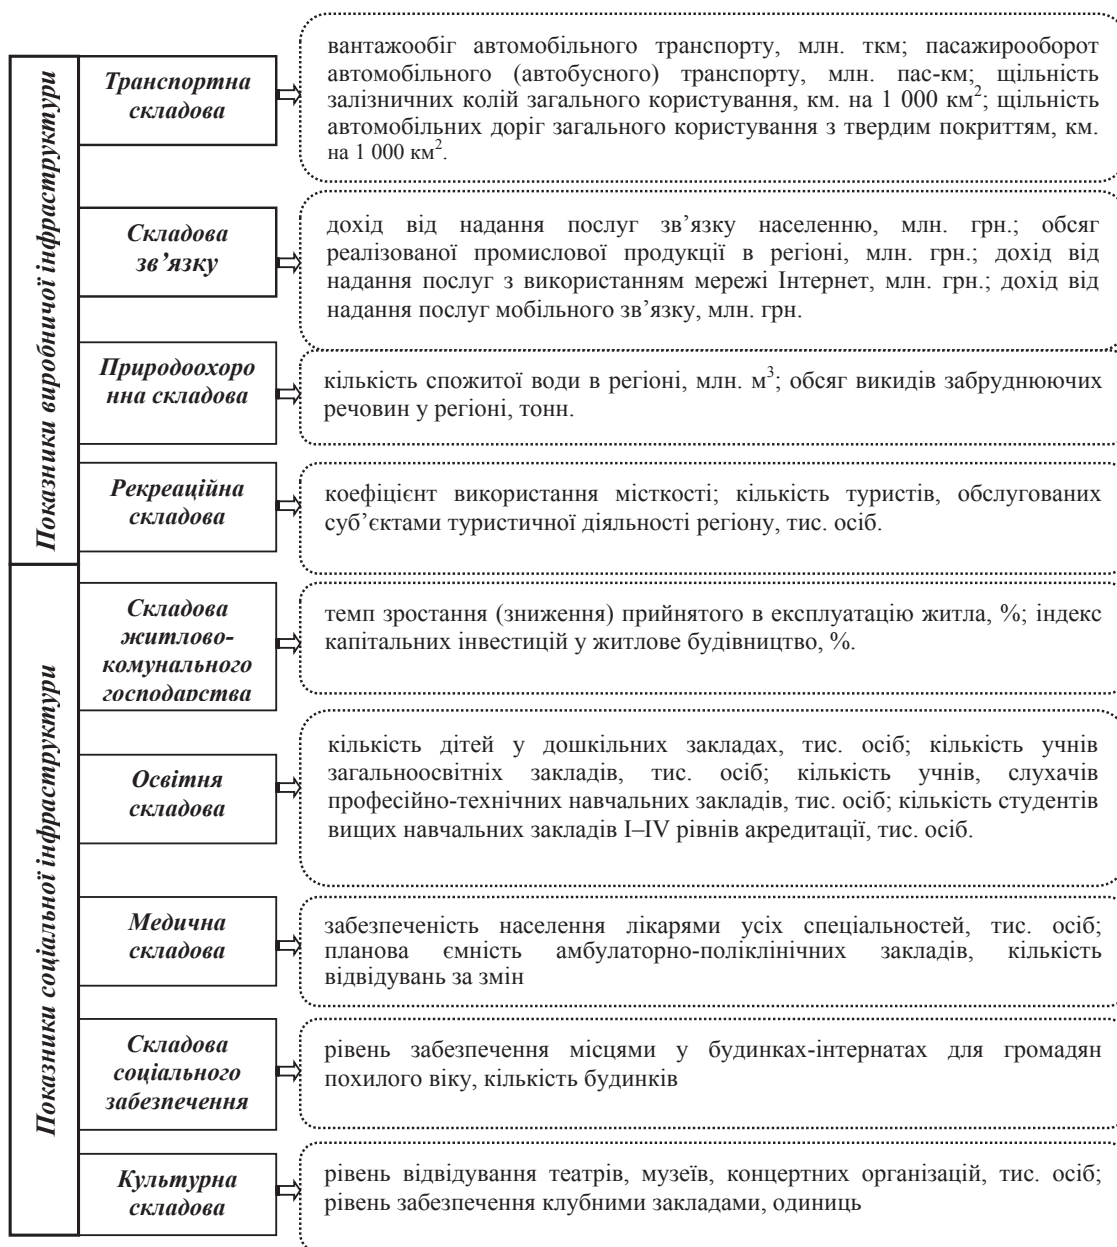 Показники виробничої інфраструктури
Транспортна
складова
вантажообіг автомобільного транспорту, млн. ткм; пасажирооборот
автомобільного (автобусного) транспорту, млн. пас-км; щільність
залізничних колій загального користування, км. на 1 000 км²; щільність
автомобільних доріг загального користування з твердим покриттям, км.
на 1 000 км².
Складова
зв’язку
дохід від надання послуг зв’язку населенню, млн. грн.; обсяг
реалізованої промислової продукції в регіоні, млн. грн.; дохід від
надання послуг з використанням мережі Інтернет, млн. грн.; дохід від
надання послуг мобільного зв’язку, млн. грн.
Природоохоро
нна складова
кількість спожитої води в регіоні, млн. м³; обсяг викидів забруднюючих
речовин у регіоні, тонн.
Рекреаційна
складова
коефіцієнт використання місткості; кількість туристів, обслугованих
суб’єктами туристичної діяльності регіону, тис. осіб.
Показники соціальної інфраструктури
Складова
житлово-
комунального
господарства
темп зростання (зниження) прийнятого в експлуатацію житла, %; індекс
капітальних інвестицій у житлове будівництво, %.
Освітня
складова
кількість дітей у дошкільних закладах, тис. осіб; кількість учнів
загальноосвітніх закладів, тис. осіб; кількість учнів, слухачів
професійно-технічних навчальних закладів, тис. осіб; кількість студентів
вищих навчальних закладів І–ІV рівнів акредитації, тис. осіб.
Медична
складова
забезпеченість населення лікарями усіх спеціальностей, тис. осіб;
планова ємність амбулаторно-поліклінічних закладів, кількість
відвідувань за змін
Складова
соціального
забезпечення
рівень забезпечення місцями у будинках-інтернатах для громадян
похилого віку, кількість будинків
Культурна
складова
рівень відвідування театрів, музеїв, концертних організацій, тис. осіб;
рівень забезпечення клубними закладами, одиниць